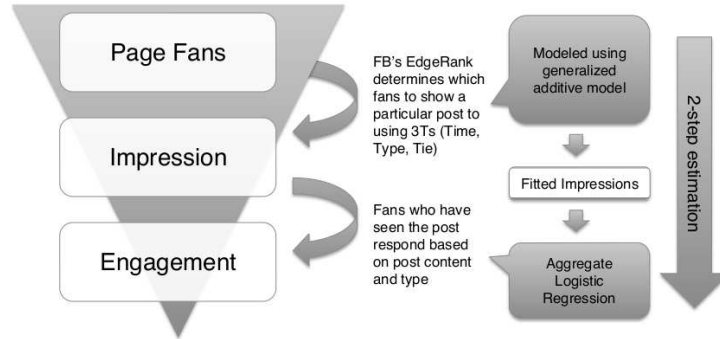 Page Fans
FB's EdgeRank
determines which
fans to show a
particular post to
using 3Ts (Time,
Type, Tie)
Modeled using
generalized
additive model
Impression
Fitted Impressions
Fans who have
seen the post
respond based
on post content
and type
Engagement
Aggregate
Logistic
Regression
2-step estimation